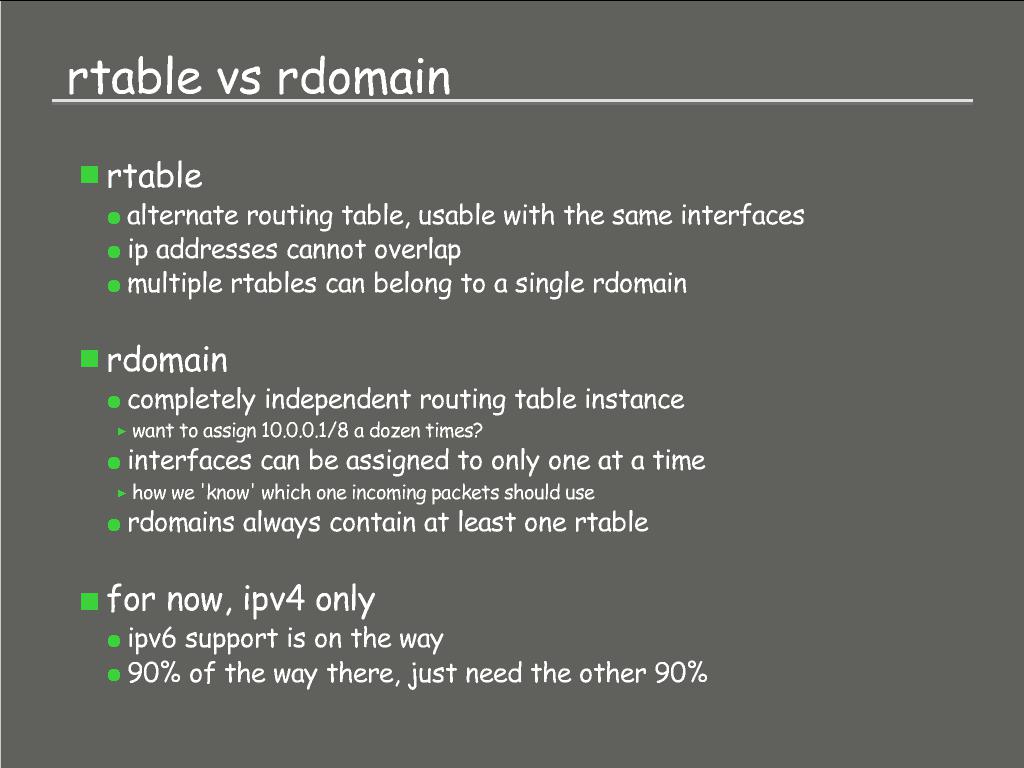 rtable vs rdomain
rtable
alternate routing table, usable with the same interfaces
ip addresses cannot overlap
multiple rtables can belong to a single rdomain
rdomain
completely independent routing table instance
want to assign 10.0.0.1/8 a dozen times?
interfaces can be assigned to only one at a time
how we 'know' which one incoming packets should use
rdomains always contain at least one rtable
for now, ipv4 only
ipv6 support is on the way
90% of the way there, just need the other 90%